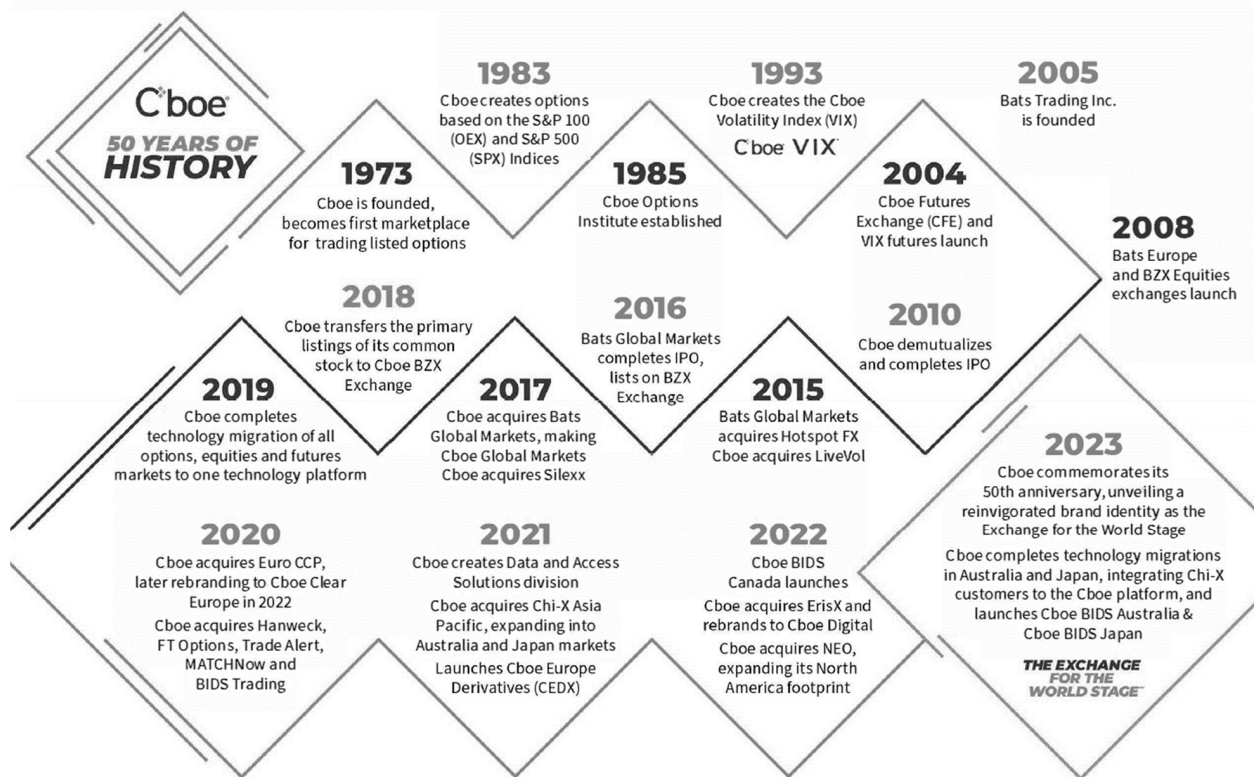 Cboe
50 YEARS OF
HISTORY
1973
Cboe is founded,
becomes first marketplace
for trading listed options
1983
Cboe creates options
based on the S&P 100
(OEX) and S&P 500
(SPX) Indices
1985
Cboe Options
Institute established
1993
Cboe creates the Cboe
Volatility Index (VIX)
Cboe VIX
2004
Cboe Futures
Exchange (CFE) and
VIX futures launch
2005
Bats Trading Inc.
is founded
2008
Bats Europe
and BZX Equities
exchanges launch
2010
Cboe demutualizes
and completes IPO
2015
Bats Global Markets
acquires Hotspot FX
Cboe acquires LiveVol
2016
Bats Global Markets
completes IPO,
lists on BZX
Exchange
2017
Cboe acquires Bats
Global Markets, making
Cboe Global Markets
Cboe acquires Silexx
2018
Cboe transfers the primary
listings of its common
stock to Cboe BZX
Exchange
2019
Cboe completes
technology migration of all
options, equities and futures
markets to one technology platform
2020
Cboe acquires Euro CCP,
later rebranding to Cboe Clear
Europe in 2022
Cboe acquires Hanweck,
FT Options, Trade Alert,
MATCHNow and
BIDS Trading
2021
Cboe creates Data and Access
Solutions division
Cboe acquires Chi-X Asia
Pacific, expanding into
Australia and Japan markets
Launches Cboe Europe
Derivatives (CEDX)
2022
Cboe BIDS
Canada launches
Cboe acquires ErisX and
rebrands to Cboe Digital
Cboe acquires NEO,
expanding its North
America footprint
2023
Cboe commemorates its
50th anniversary, unveiling a
reinvigorated brand identity as the
Exchange for the World Stage
Cboe completes technology migrations
in Australia and Japan, integrating Chi-X
customers to the Cboe platform, and
launches Cboe BIDS Australia &
Cboe BIDS Japan
THE EXCHANGE
FOR THE
WORLD STAGE